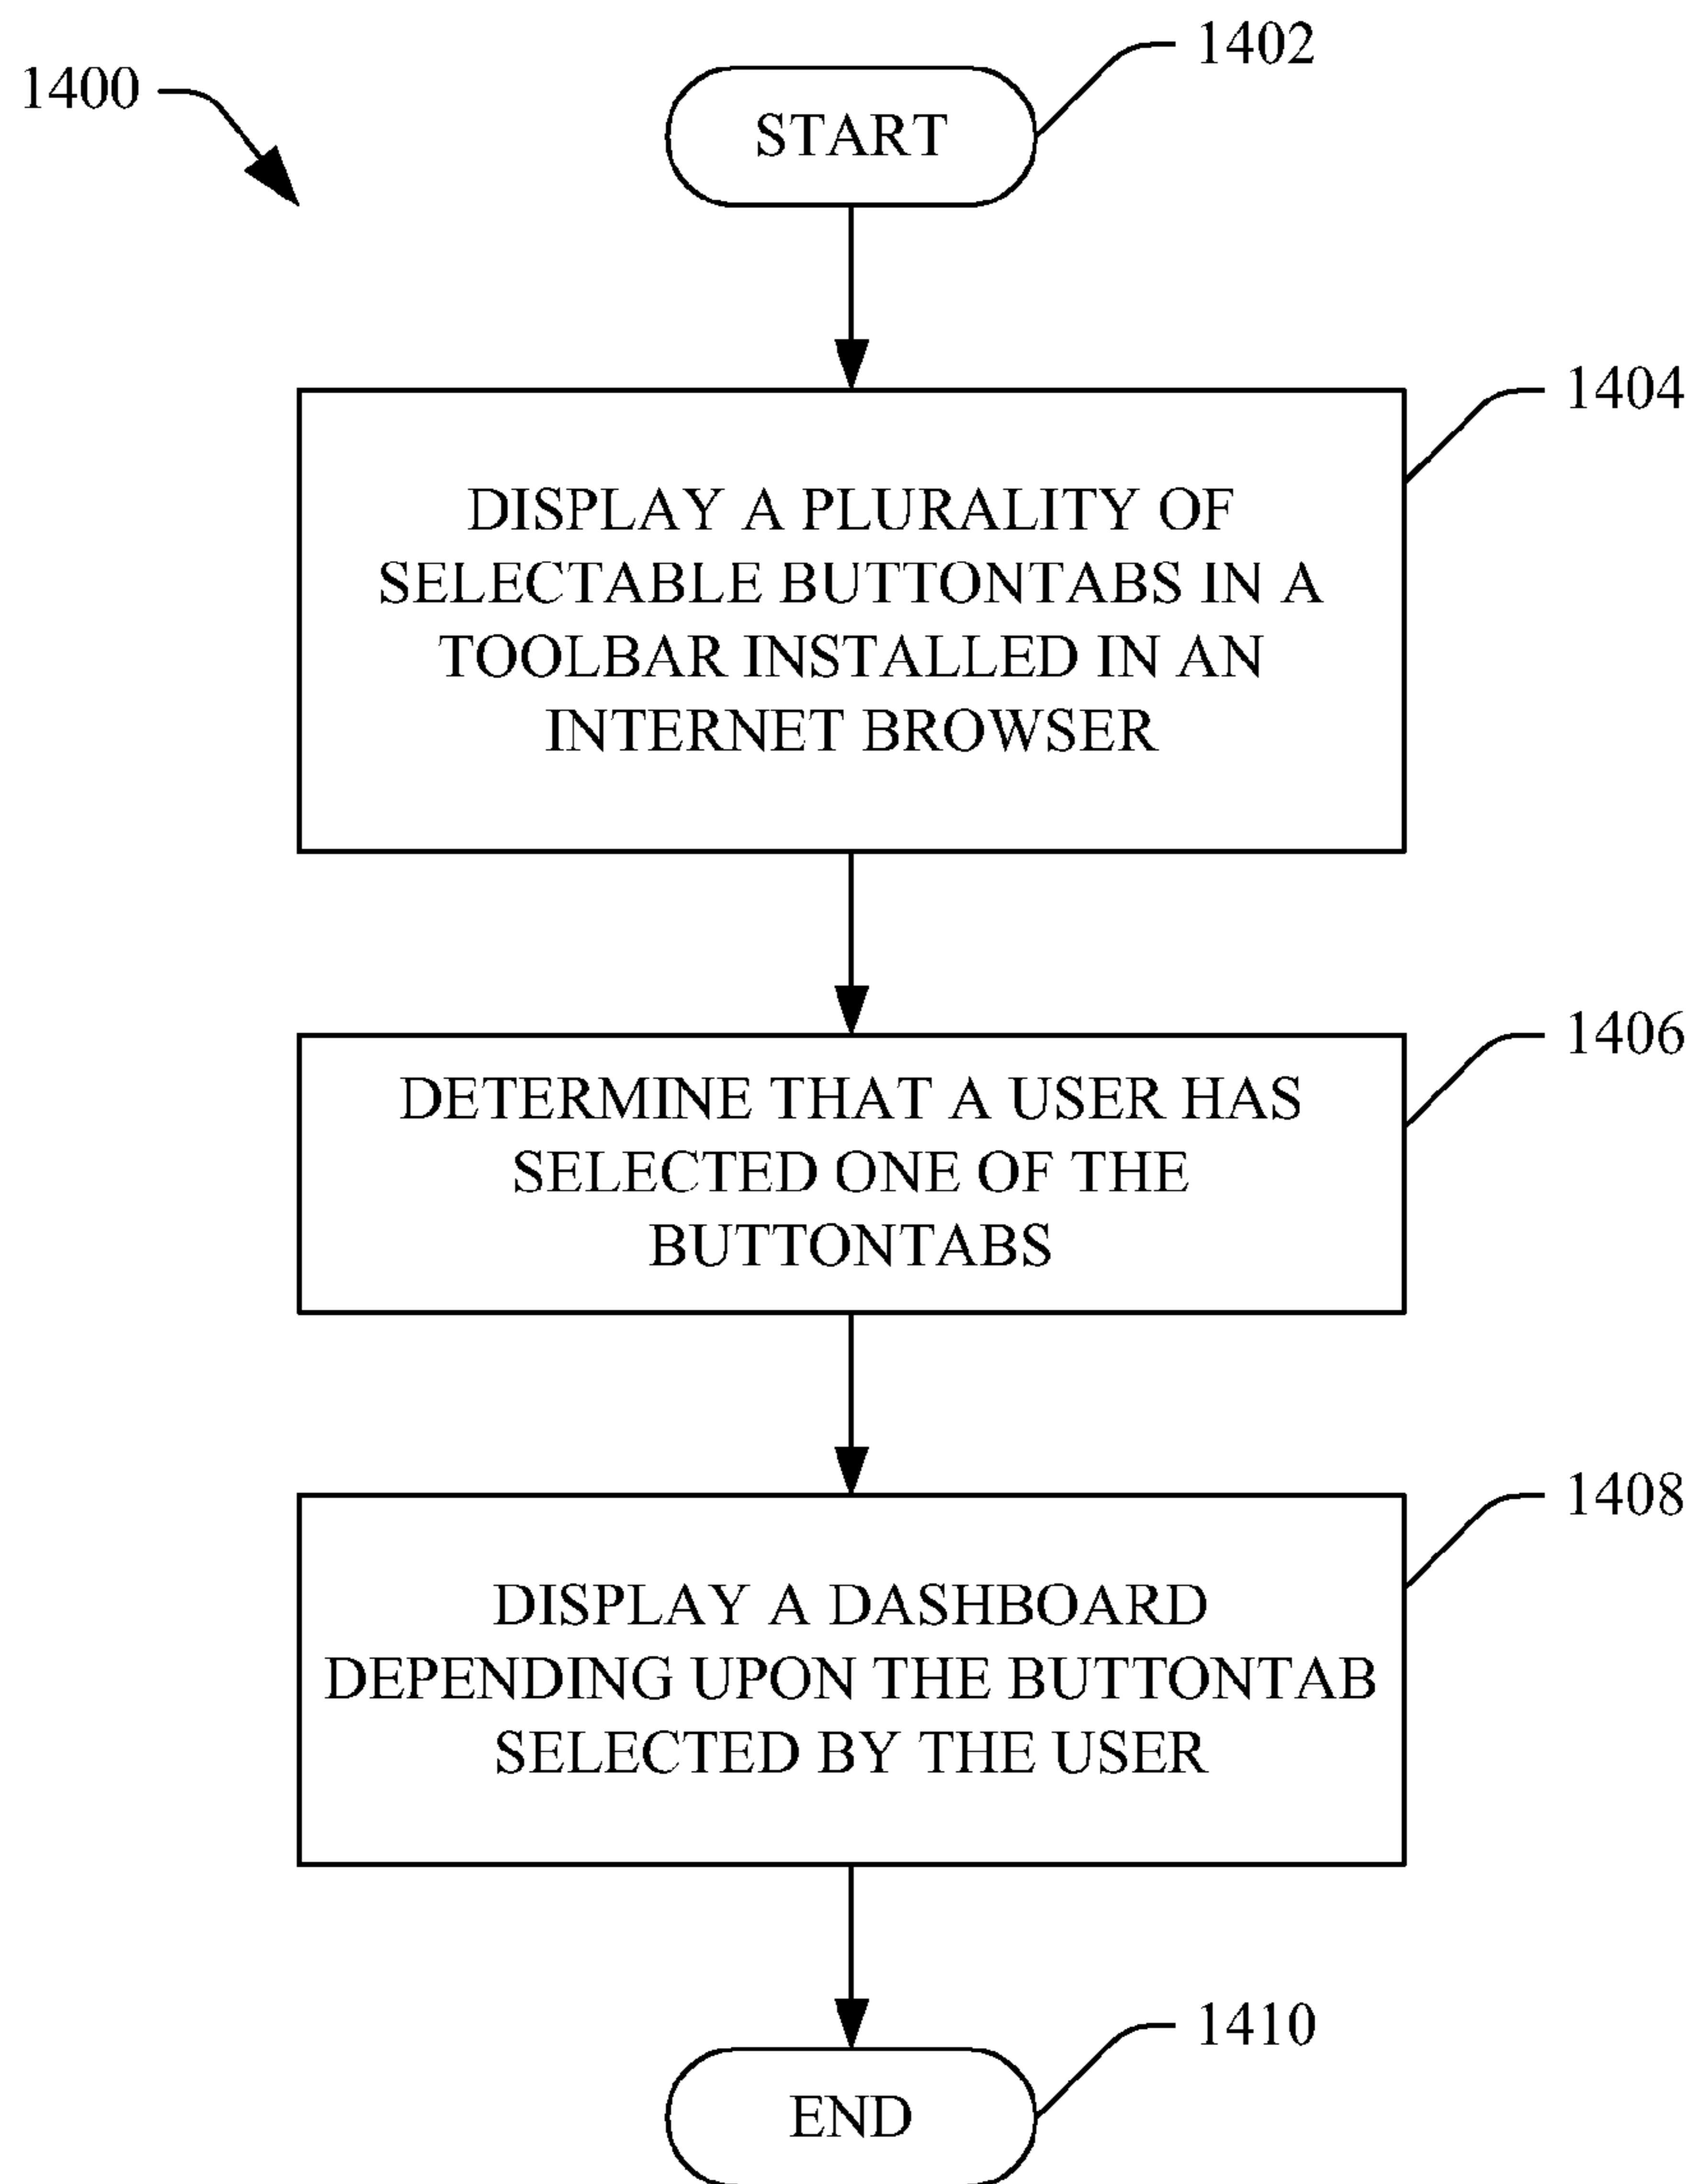 1402
1400
START
1404
DISPLAY A PLURALITY OF
SELECTABLE BUTTONTABS IN A
TOOLBAR INSTALLED IN AN
INTERNET BROWSER
1406
DETERMINE THAT A USER HAS
SELECTED ONE OF THE
BUTTONTABS
1408
DISPLAY A DASHBOARD
DEPENDING UPON THE BUTTONTAB
SELECTED BY THE USER
1410
END